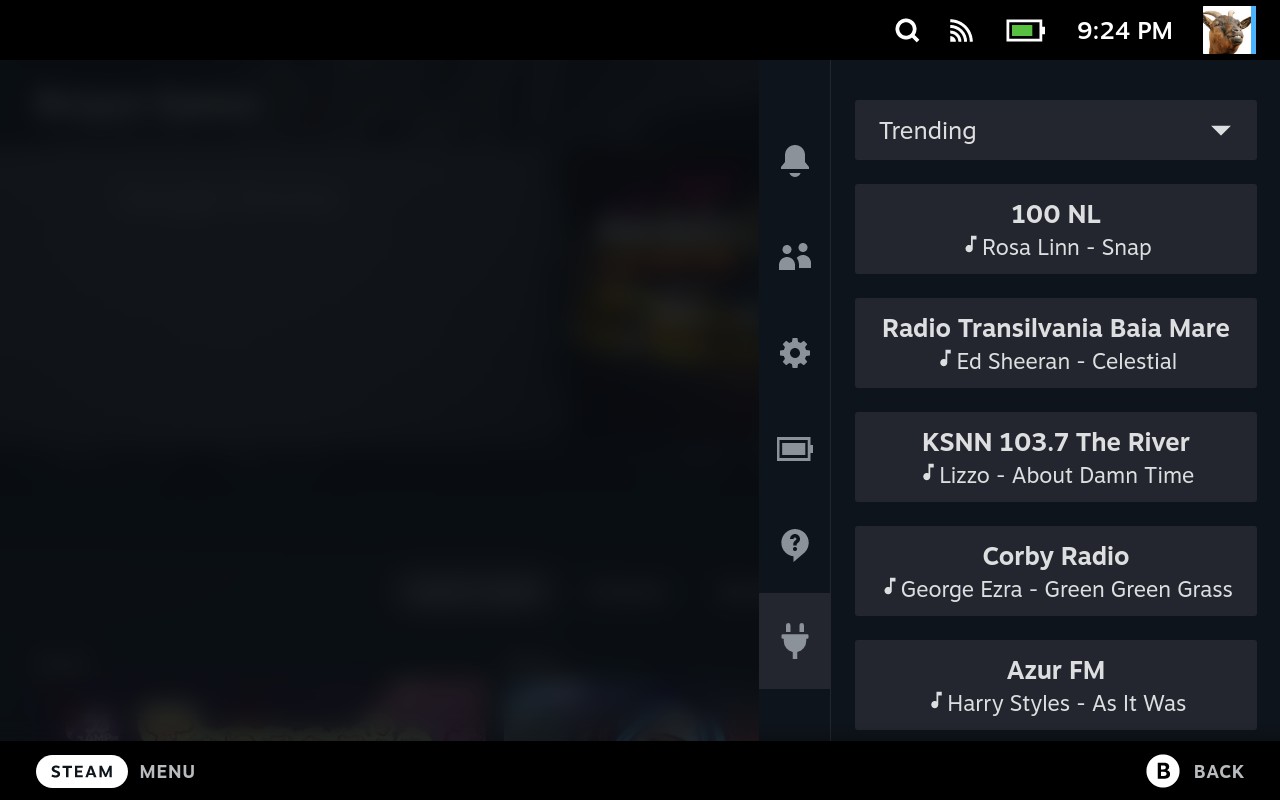 9:24 PM
Trending
100 NL
Rosa Linn - Snap
Radio Transilvania Baia Mare
Ed Sheeran - Celestial
KSNN 103.7 The River
Lizzo - About Damn Time
Corby Radio
George Ezra - Green Green Grass
Azur FM
Harry Styles - As It Was
STEAM MENU
B BACK